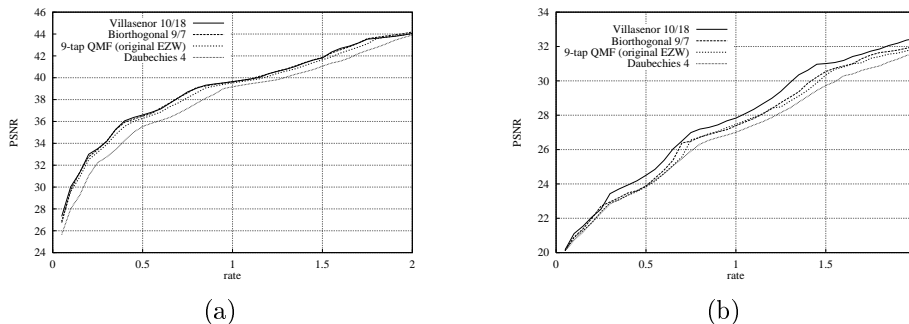 46
44
42
40
38
36
34
32
30
28
26
24
PSNR
Villasenor 10/18
Biorthogonal 9/7
9-tap QMF (original EZW)
Daubechies 4
0 0.5 1 1.5 2
rate
(a)
34
32
30
28
26
24
22
20
PSNR
Villasenor 10/18
Biorthogonal 9/7
9-tap QMF (original EZW)
Daubechies 4
0 0.5 1 1.5
rate
(b)